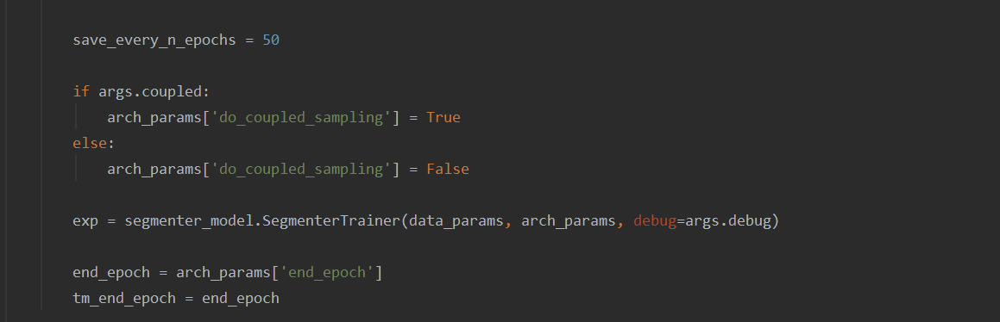 save_every_n_epochs = 50
if args.coupled:
arch_params['do_coupled_sampling'] = True
else:
arch_params['do_coupled_sampling'] = False
exp = segmenter_model.SegmenterTrainer(data_params, arch_params, debug=args.debug)
end_epoch = arch_params['end_epoch']
tm_end_epoch = end_epoch